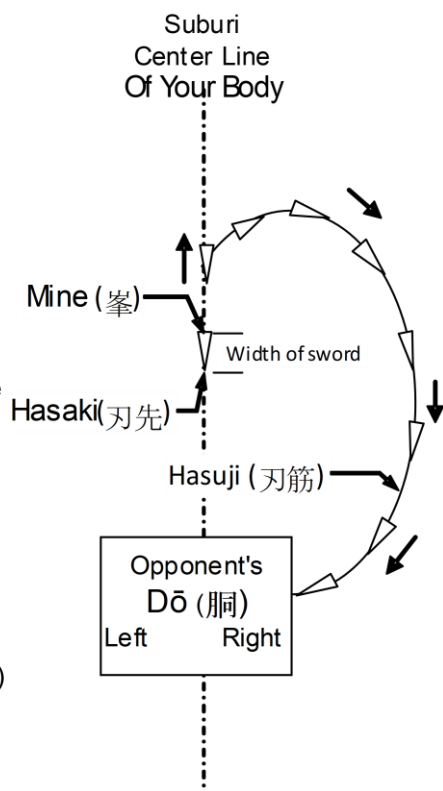 Suburi
Center Line
Of Your Body
Mine (峯)
Width of sword
Hasaki(刃先)
Hasuji (刃筋)
Opponent's
Dō (胴)
Left Right
)